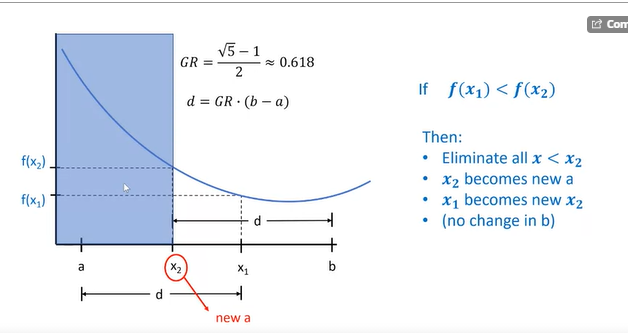 Com
GR = (√5 − 1)/2 ≈ 0.618
d = GR · (b − a)
If f(x₁) < f(x₂)
Then:
• Eliminate all x < x₂
• x₂ becomes new a
• x₁ becomes new x₂
• (no change in b)
f(x₂)
f(x₁)
d
a x₂ x₁ b
d
new a